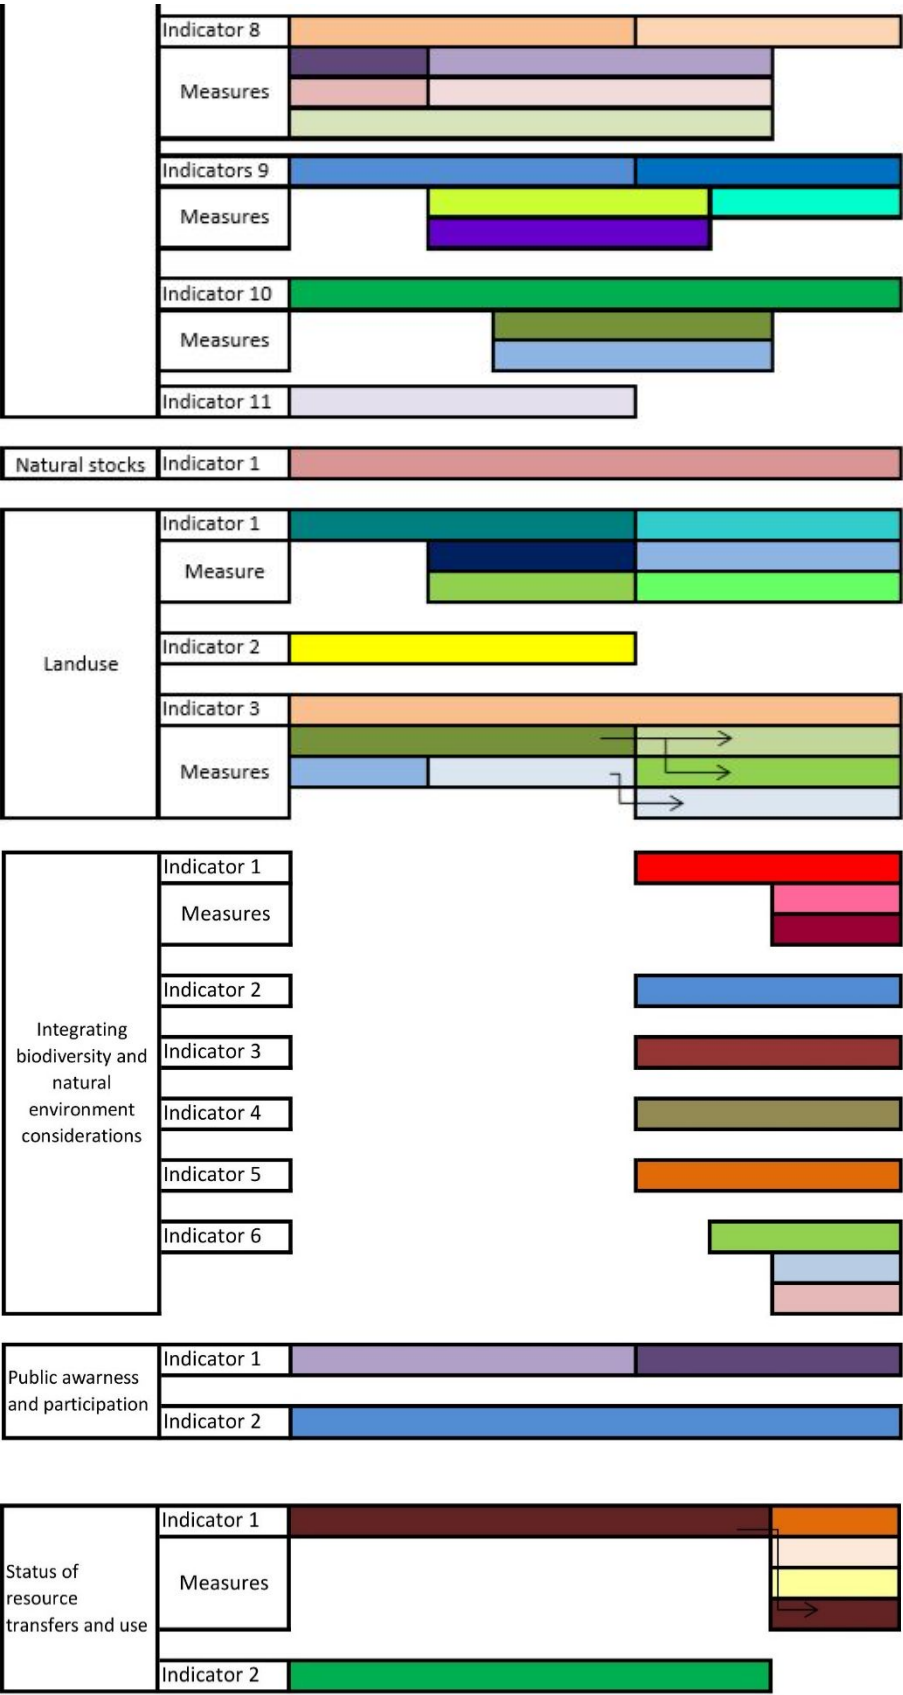 Indicator 8
Measures
Indicators 9
Measures
Indicator 10
Measures
Indicator 11
Natural stocks
Indicator 1
Landuse
Indicator 1
Measure
Indicator 2
Indicator 3
Measures
Integrating
biodiversity and
natural
environment
considerations
Indicator 1
Measures
Indicator 2
Indicator 3
Indicator 4
Indicator 5
Indicator 6
Public awarness
and participation
Indicator 1
Indicator 2
Status of
resource
transfers and use
Indicator 1
Measures
Indicator 2